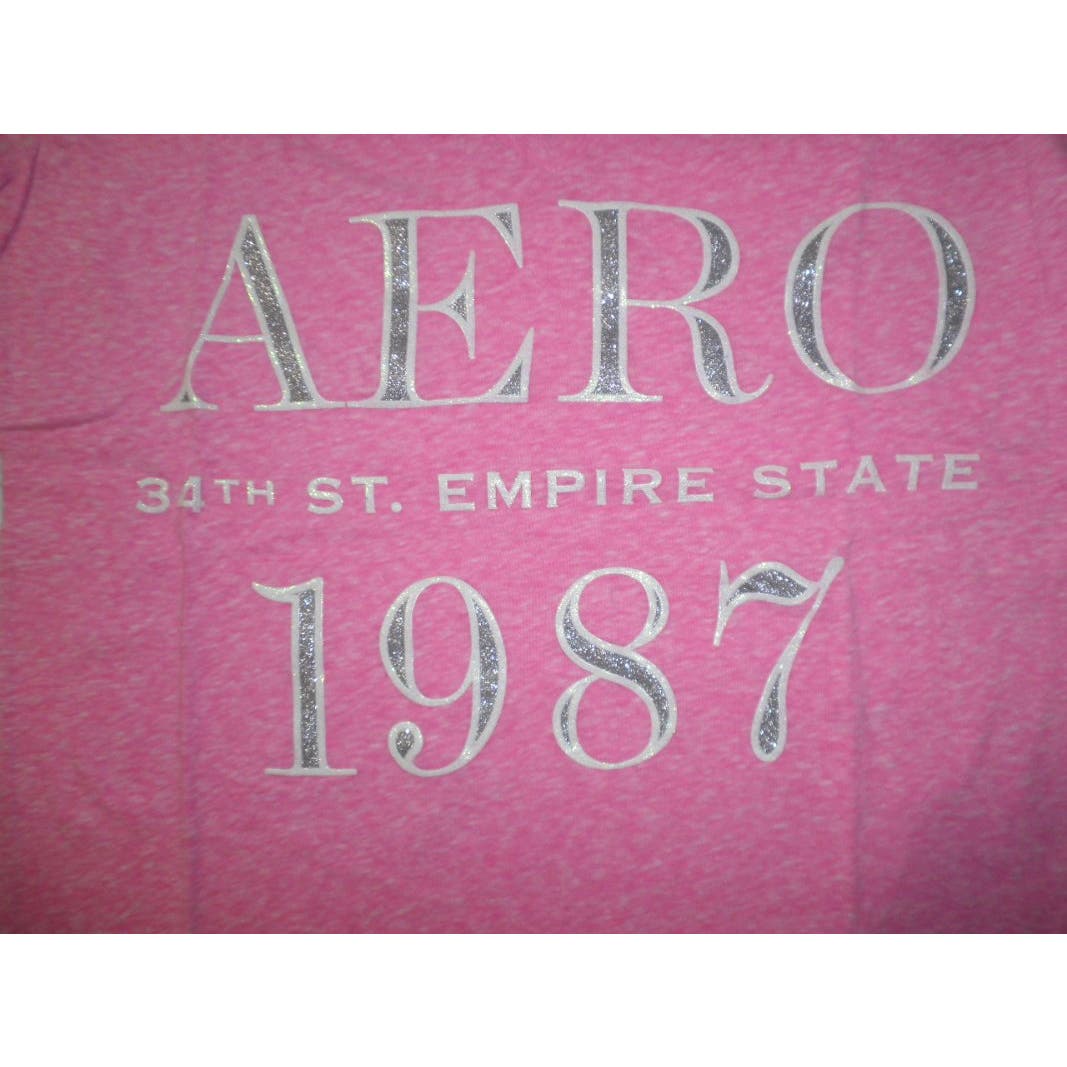 AERO
34TH ST. EMPIRE STATE
1987